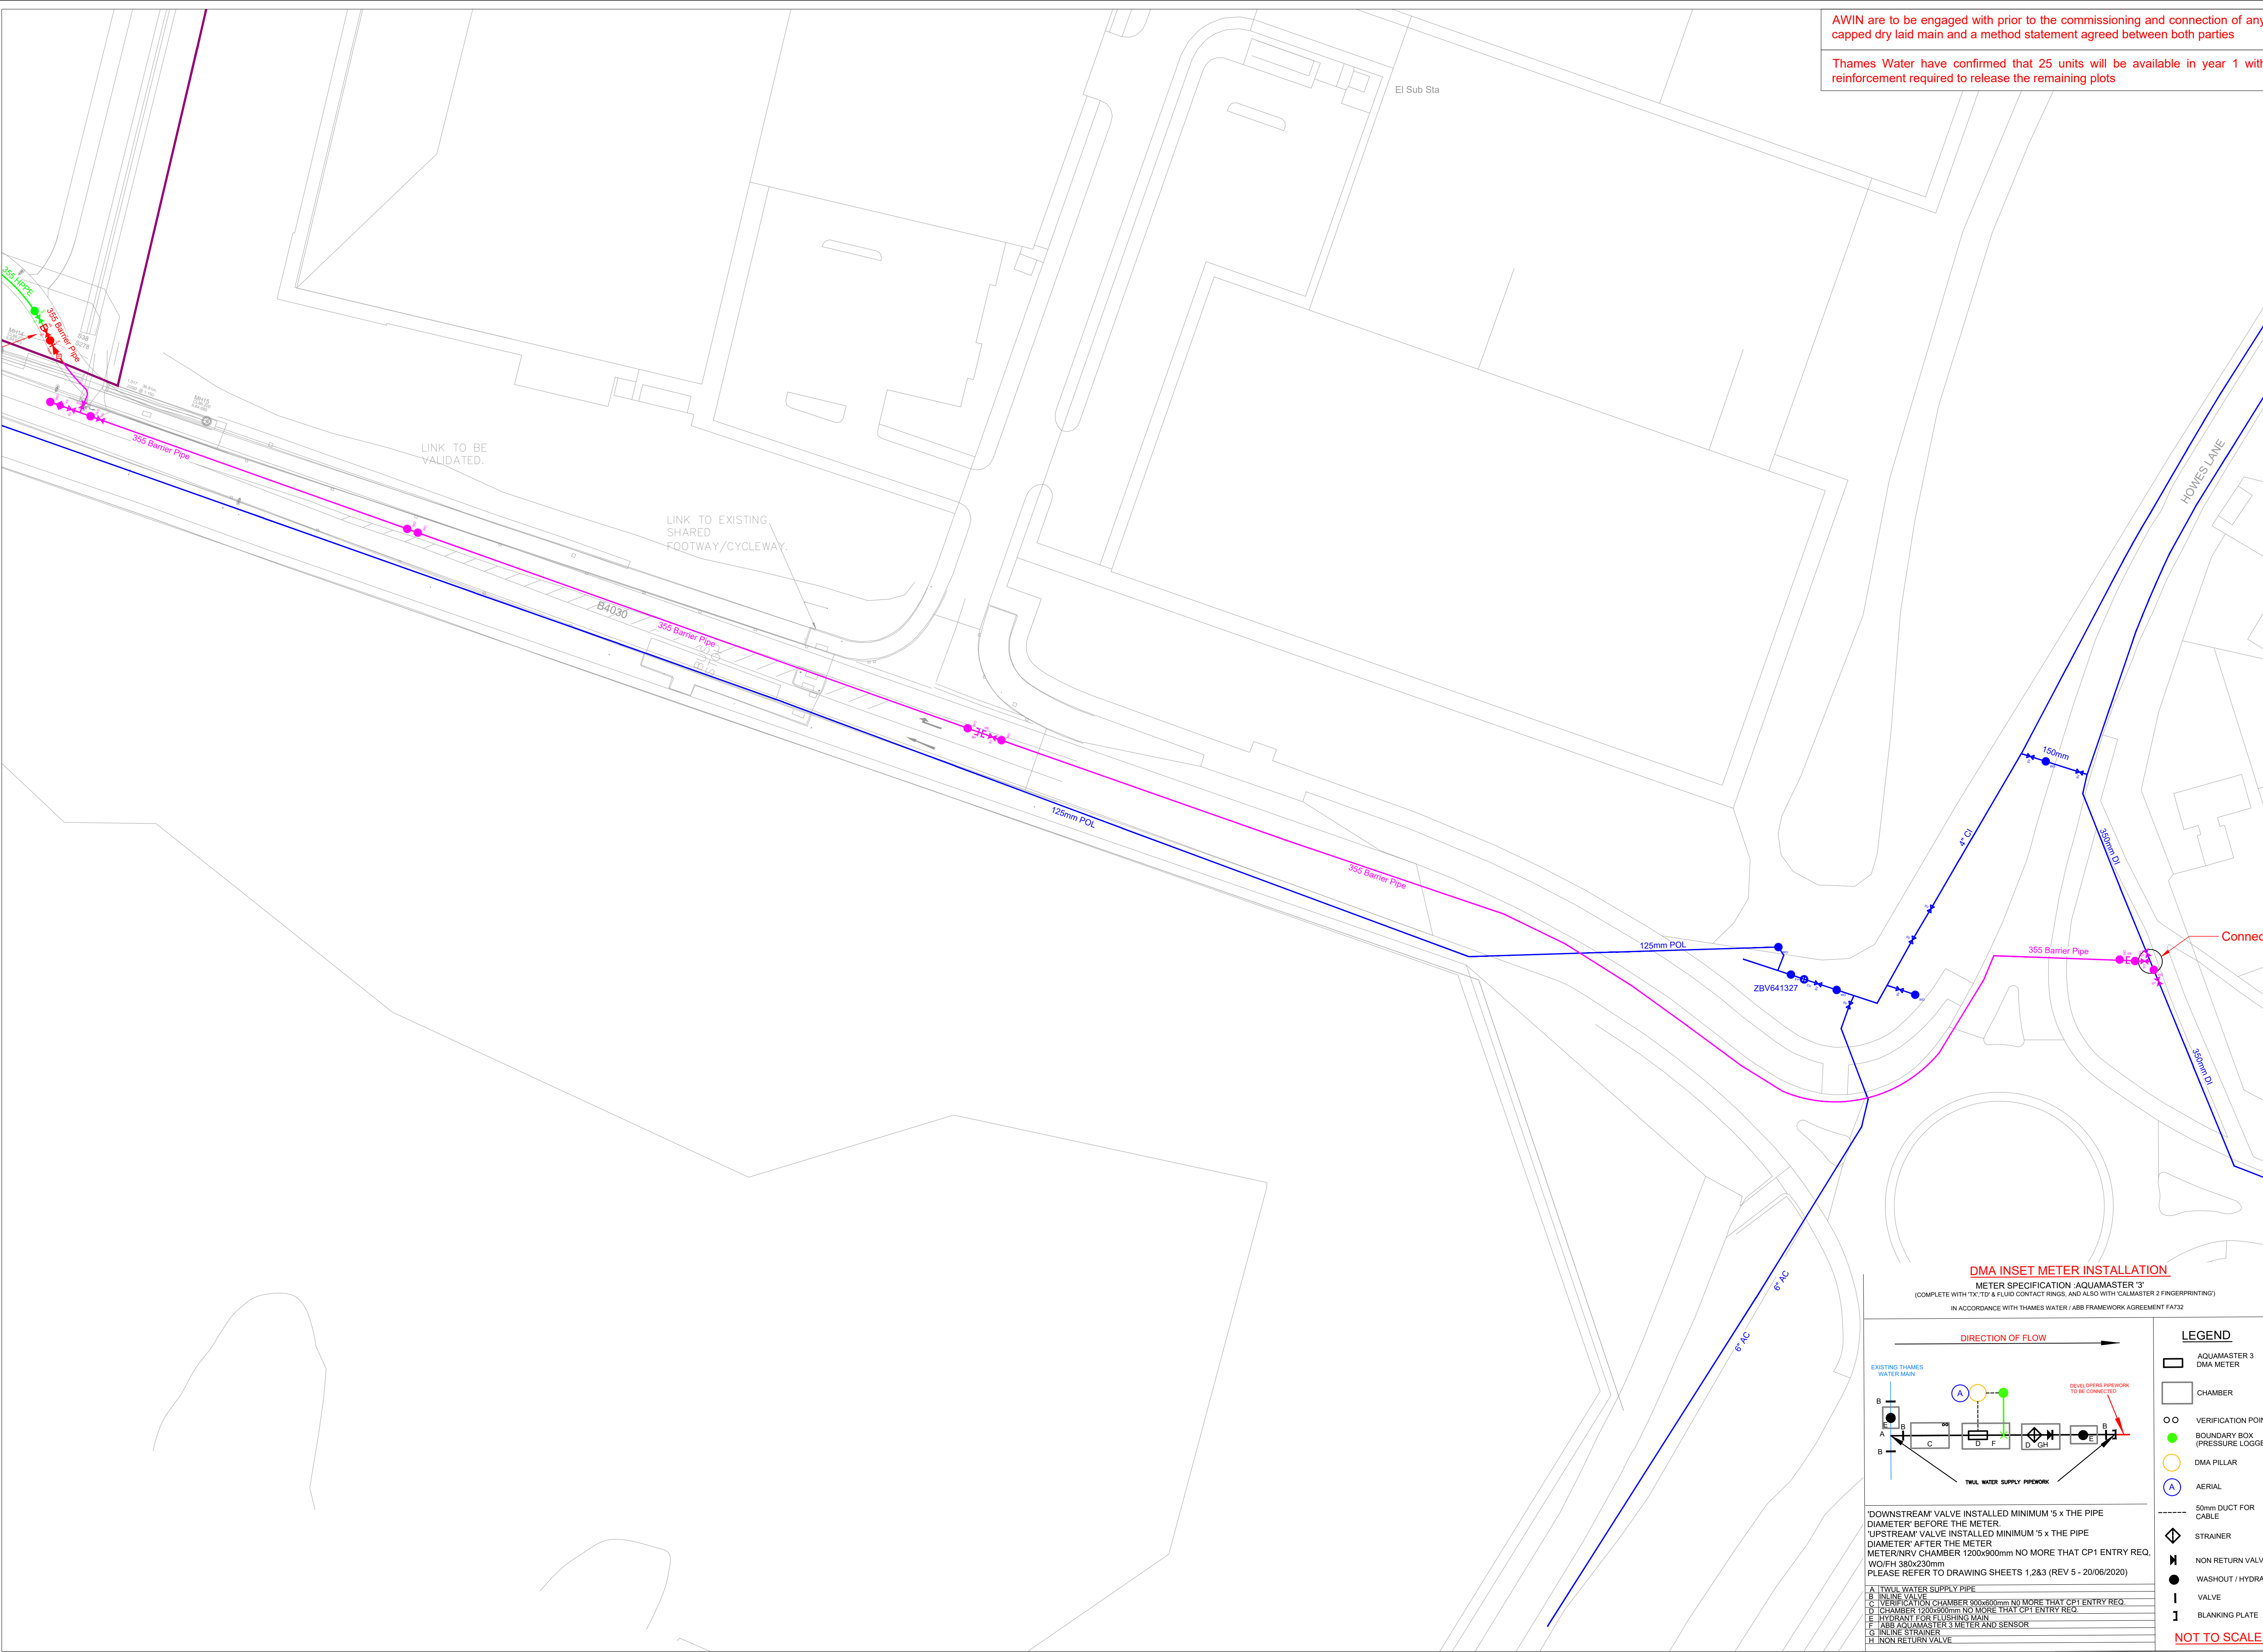 AWIN are to be engaged with prior to the commissioning and connection of any
capped dry laid main and a method statement agreed between both parties
Thames Water have confirmed that 25 units will be available in year 1 with
reinforcement required to release the remaining plots
El Sub Sta
355 HPPE
355 Barrier Pipe
S38
S278
MH14
MH15
355 Barrier Pipe
LINK TO BE
VALIDATED.
LINK TO EXISTING
SHARED
FOOTWAY/CYCLEWAY.
B4030
355 Barrier Pipe
BUS
STOP
HOWES LANE
150mm
125mm POL
4" CI
350mm DI
355 Barrier Pipe
125mm POL
355 Barrier Pipe
Connec
ZBV641327
350mm DI
6" AC
6" AC
DMA INSET METER INSTALLATION
METER SPECIFICATION :AQUAMASTER '3'
(COMPLETE WITH 'TX','TD' & FLUID CONTACT RINGS, AND ALSO WITH 'CALMASTER 2 FINGERPRINTING')
IN ACCORDANCE WITH THAMES WATER / ABB FRAMEWORK AGREEMENT FA732
DIRECTION OF FLOW
EXISTING THAMES
WATER MAIN
DEVELOPERS PIPEWORK
TO BE CONNECTED
A
B
E
B
A
B
C
D
F
D
GH
E
B
TWUL WATER SUPPLY PIPEWORK
LEGEND
AQUAMASTER 3
DMA METER
CHAMBER
VERIFICATION POIN
BOUNDARY BOX
(PRESSURE LOGGE
DMA PILLAR
A
AERIAL
50mm DUCT FOR
CABLE
STRAINER
NON RETURN VALV
WASHOUT / HYDRA
VALVE
BLANKING PLATE
NOT TO SCALE
'DOWNSTREAM' VALVE INSTALLED MINIMUM '5 x THE PIPE
DIAMETER' BEFORE THE METER.
'UPSTREAM' VALVE INSTALLED MINIMUM '5 x THE PIPE
DIAMETER' AFTER THE METER
METER/NRV CHAMBER 1200x900mm NO MORE THAT CP1 ENTRY REQ,
WO/FH 380x230mm
PLEASE REFER TO DRAWING SHEETS 1,2&3 (REV 5 - 20/06/2020)
A TWUL WATER SUPPLY PIPE
B INLINE VALVE
C VERIFICATION CHAMBER 900x600mm N0 MORE THAT CP1 ENTRY REQ.
D CHAMBER 1200x900mm NO MORE THAT CP1 ENTRY REQ.
E HYDRANT FOR FLUSHING MAIN
F ABB AQUAMASTER 3 METER AND SENSOR
G INLINE STRAINER
H NON RETURN VALVE